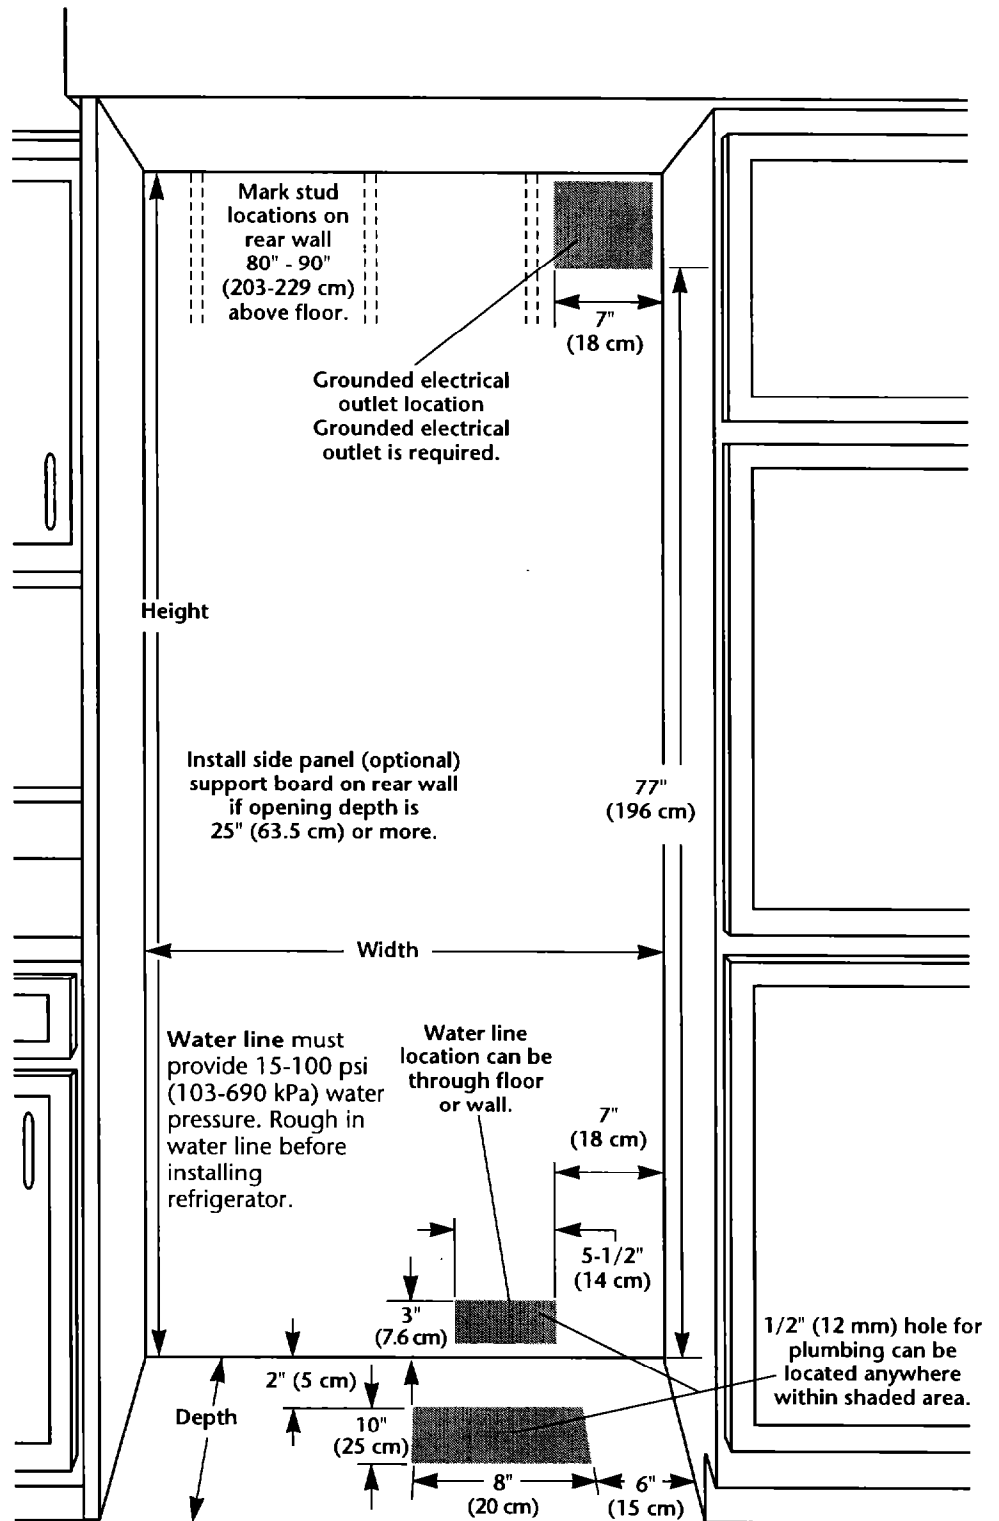 Mark stud
locations on
rear wall
80" - 90"
(203-229 cm)
above floor.
7"
(18 cm)
Grounded electrical
outlet location
Grounded electrical
outlet is required.
Height
Install side panel (optional)
support board on rear wall
if opening depth is
25" (63.5 cm) or more.
77"
(196 cm)
Width
Water line must
provide 15-100 psi
(103-690 kPa) water
pressure. Rough in
water line before
installing
refrigerator.
Water line
location can be
through floor
or wall.
7"
(18 cm)
5-1/2"
(14 cm)
3"
(7.6 cm)
1/2" (12 mm) hole for
plumbing can be
located anywhere
within shaded area.
2" (5 cm)
Depth
10"
(25 cm)
8"
(20 cm)
6"
(15 cm)